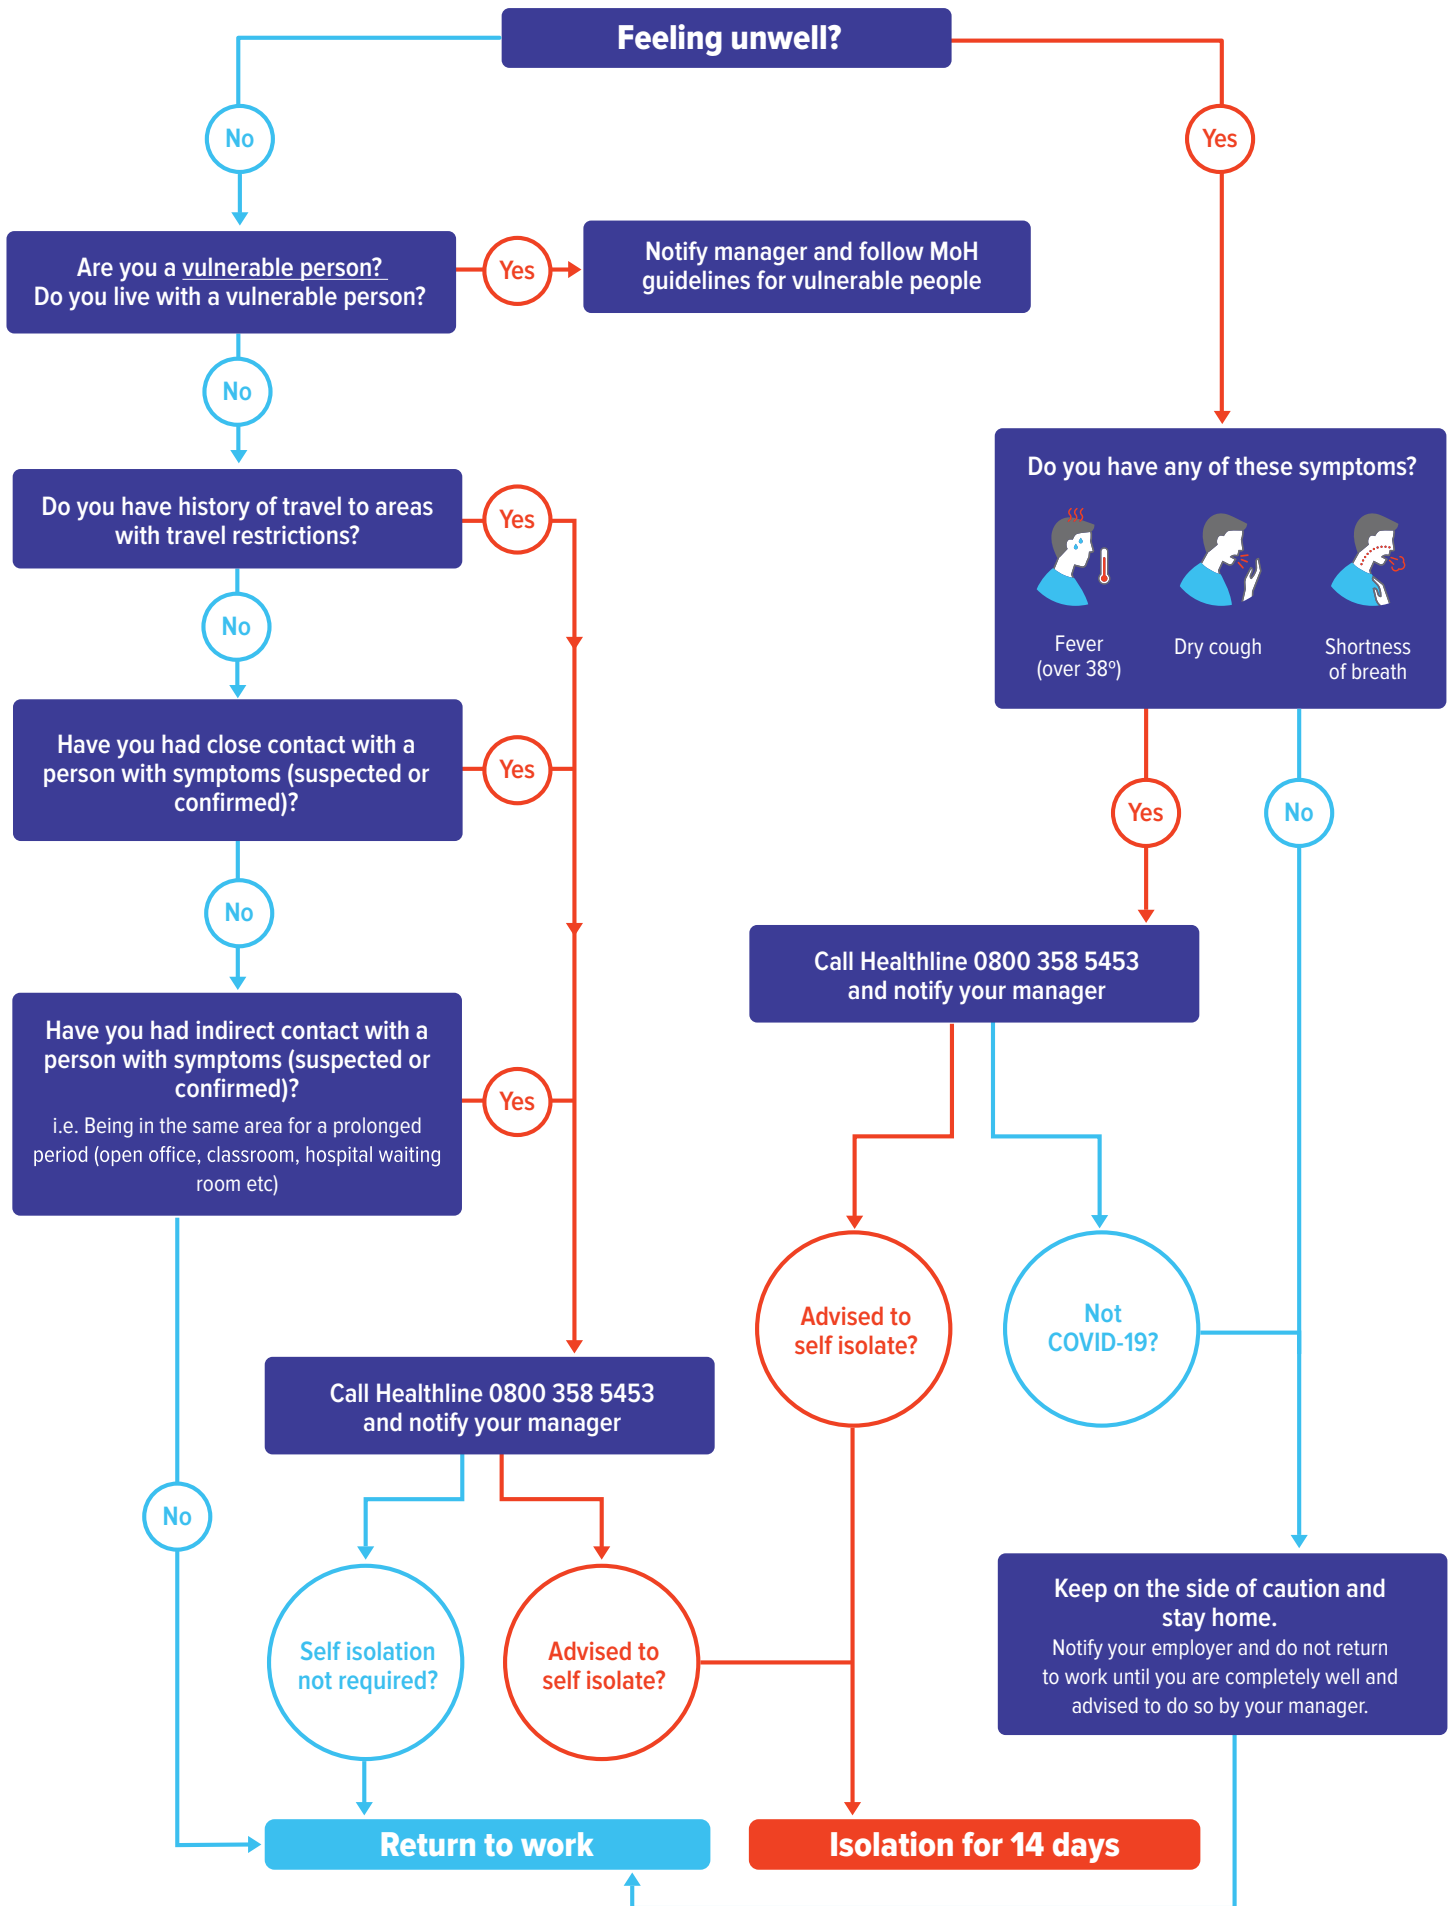 Feeling unwell?
No
Yes
Are you a vulnerable person?
Do you live with a vulnerable person?
Yes
Notify manager and follow MoH
guidelines for vulnerable people
No
Do you have history of travel to areas
with travel restrictions?
Yes
Do you have any of these symptoms?
Fever
(over 38º)
Dry cough
Shortness
of breath
No
Have you had close contact with a
person with symptoms (suspected or
confirmed)?
Yes
Yes
No
No
Call Healthline 0800 358 5453
and notify your manager
Have you had indirect contact with a
person with symptoms (suspected or
confirmed)?
i.e. Being in the same area for a prolonged
period (open office, classroom, hospital waiting
room etc)
Yes
Advised to
self isolate?
Not
COVID-19?
Call Healthline 0800 358 5453
and notify your manager
No
Self isolation
not required?
Advised to
self isolate?
Keep on the side of caution and
stay home.
Notify your employer and do not return
to work until you are completely well and
advised to do so by your manager.
Return to work
Isolation for 14 days